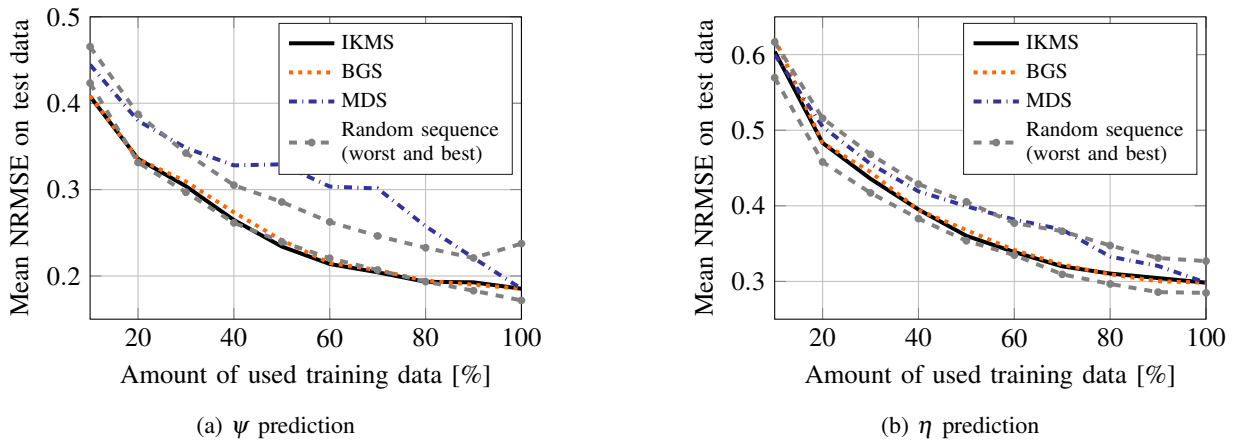 0.5
0.4
0.3
0.2
Mean NRMSE on test data
IKMS
BGS
MDS
Random sequence
(worst and best)
20 40 60 80 100
Amount of used training data [%]
(a) ψ prediction
0.6
0.5
0.4
0.3
Mean NRMSE on test data
IKMS
BGS
MDS
Random sequence
(worst and best)
20 40 60 80 100
Amount of used training data [%]
(b) η prediction